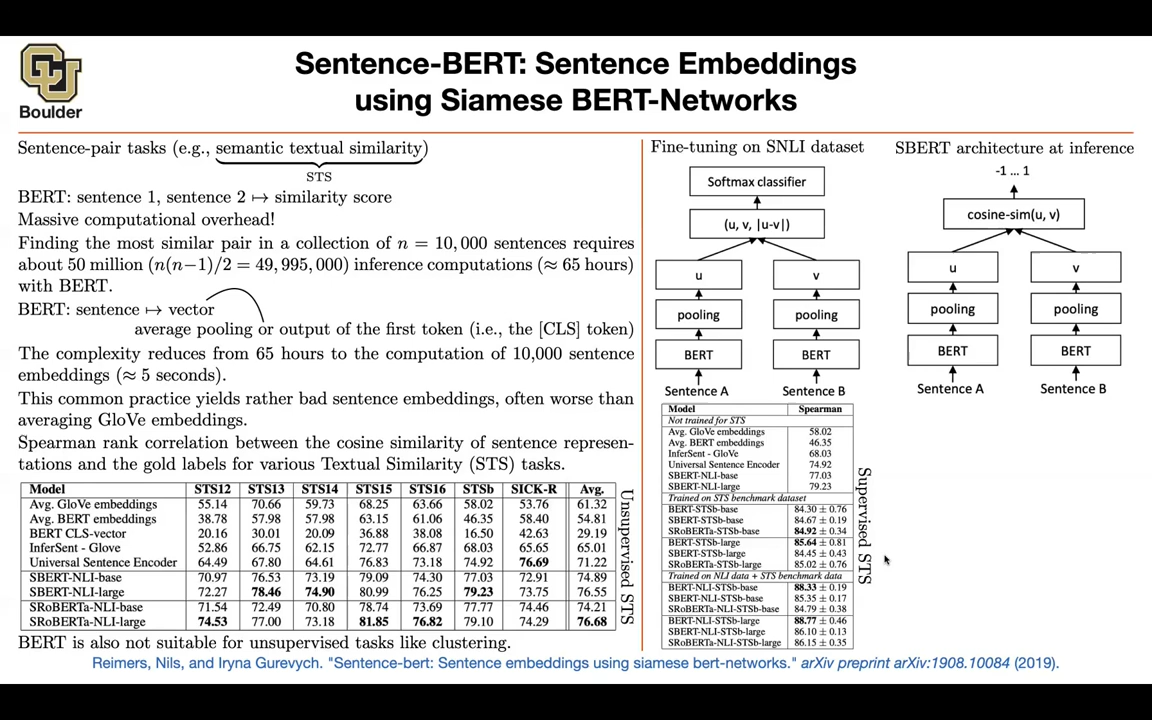 Boulder
Sentence-BERT: Sentence Embeddings
using Siamese BERT-Networks
Sentence-pair tasks (e.g., semantic textual similarity)
STS
BERT: sentence 1, sentence 2 ↦ similarity score
Massive computational overhead!
Finding the most similar pair in a collection of n = 10,000 sentences requires
about 50 million (n(n−1)/2 = 49,995,000) inference computations (≈ 65 hours)
with BERT.
BERT: sentence ↦ vector
average pooling or output of the first token (i.e., the [CLS] token)
The complexity reduces from 65 hours to the computation of 10,000 sentence
embeddings (≈ 5 seconds).
This common practice yields rather bad sentence embeddings, often worse than
averaging GloVe embeddings.
Spearman rank correlation between the cosine similarity of sentence represen-
tations and the gold labels for various Textual Similarity (STS) tasks.
Model STS12 STS13 STS14 STS15 STS16 STSb SICK-R Avg.
Avg. GloVe embeddings 55.14 70.66 59.73 68.25 63.66 58.02 53.76 61.32
Avg. BERT embeddings 38.78 57.98 57.98 63.15 61.06 46.35 58.40 54.81
BERT CLS-vector 20.16 30.01 20.09 36.88 38.08 16.50 42.63 29.19
InferSent - Glove 52.86 66.75 62.15 72.77 66.87 68.03 65.65 65.01
Universal Sentence Encoder 64.49 67.80 64.61 76.83 73.18 74.92 76.69 71.22
SBERT-NLI-base 70.97 76.53 73.19 79.09 74.30 77.03 72.91 74.89
SBERT-NLI-large 72.27 78.46 74.90 80.99 76.25 79.23 73.75 76.55
SRoBERTa-NLI-base 71.54 72.49 70.80 78.74 73.69 77.77 74.46 74.21
SRoBERTa-NLI-large 74.53 77.00 73.18 81.85 76.82 79.10 74.29 76.68
Unsupervised STS
BERT is also not suitable for unsupervised tasks like clustering.
Fine-tuning on SNLI dataset
Softmax classifier
(u, v, |u-v|)
u v
pooling pooling
BERT BERT
Sentence A Sentence B
SBERT architecture at inference
-1 ... 1
cosine-sim(u, v)
u v
pooling pooling
BERT BERT
Sentence A Sentence B
Model Spearman
Not trained for STS
Avg. GloVe embeddings 58.02
Avg. BERT embeddings 46.35
InferSent - GloVe 68.03
Universal Sentence Encoder 74.92
SBERT-NLI-base 77.03
SBERT-NLI-large 79.23
Trained on STS benchmark dataset
BERT-STSb-base 84.30 ± 0.76
SBERT-STSb-base 84.67 ± 0.19
SRoBERTa-STSb-base 84.92 ± 0.34
BERT-STSb-large 85.64 ± 0.81
SBERT-STSb-large 84.45 ± 0.43
SRoBERTa-STSb-large 85.02 ± 0.76
Trained on NLI data + STS benchmark data
BERT-NLI-STSb-base 88.33 ± 0.19
SBERT-NLI-STSb-base 85.35 ± 0.17
SRoBERTa-NLI-STSb-base 84.79 ± 0.38
BERT-NLI-STSb-large 88.77 ± 0.46
SBERT-NLI-STSb-large 86.10 ± 0.13
SRoBERTa-NLI-STSb-large 86.15 ± 0.35
Supervised STS
Reimers, Nils, and Iryna Gurevych. "Sentence-bert: Sentence embeddings using siamese bert-networks." arXiv preprint arXiv:1908.10084 (2019).